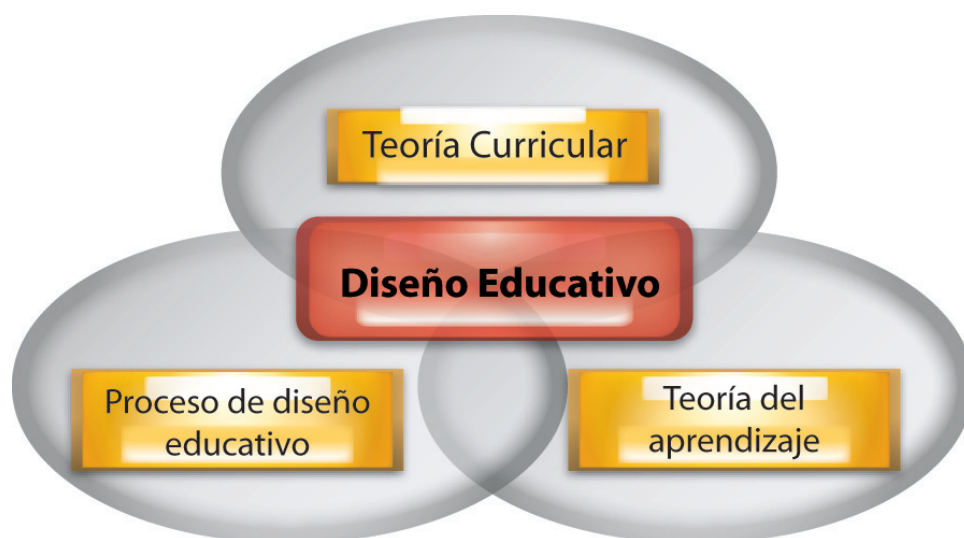 Teoría Curricular
Diseño Educativo
Proceso de diseño
educativo
Teoría del
aprendizaje